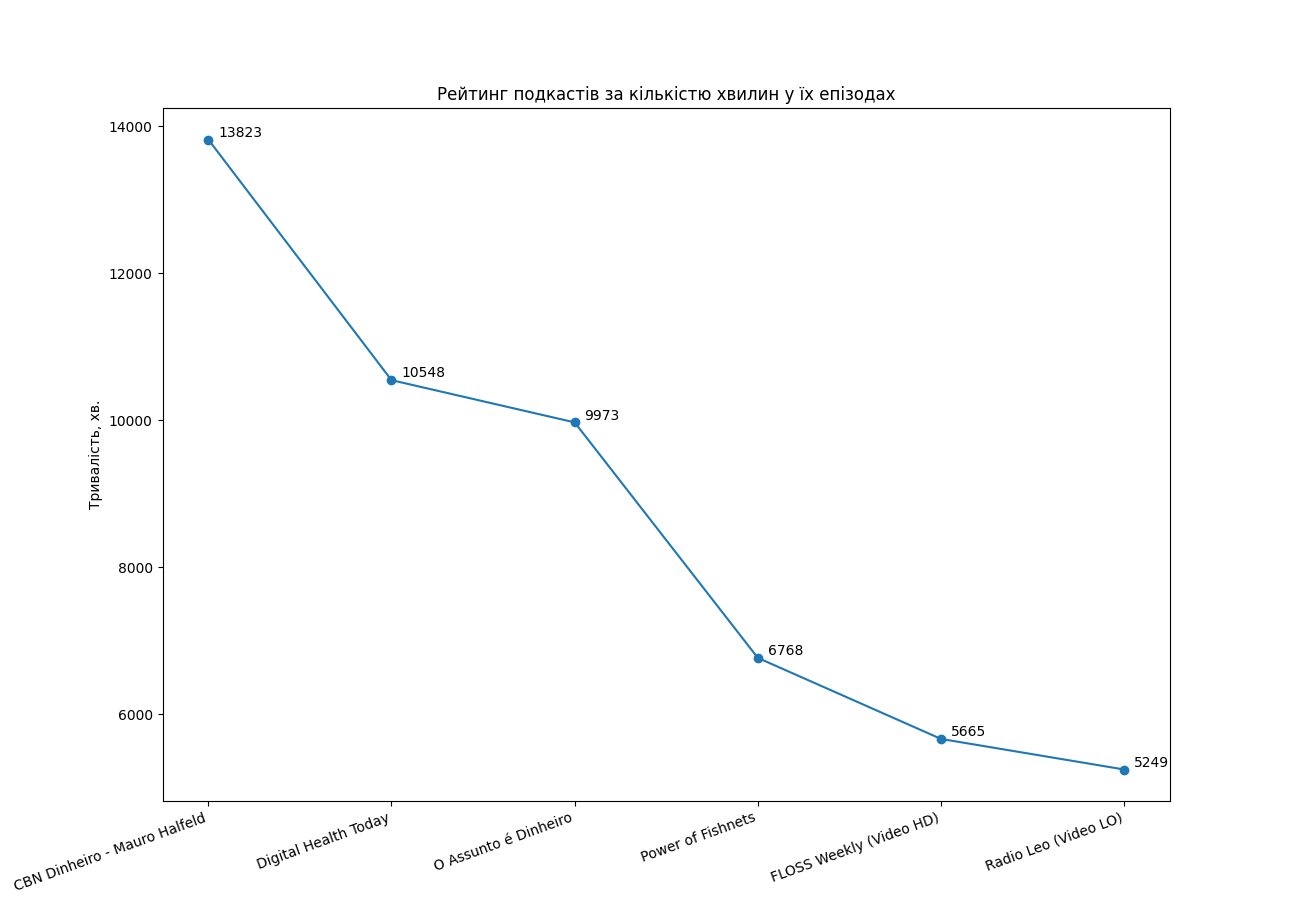 Рейтинг подкастів за кількістю хвилин у їх епізодах
Тривалість, хв.
14000
12000
10000
8000
6000
13823
10548
9973
6768
5665
5249
CBN Dinheiro - Mauro Halfeld
Digital Health Today
O Assunto é Dinheiro
Power of Fishnets
FLOSS Weekly (Video HD)
Radio Leo (Video LO)